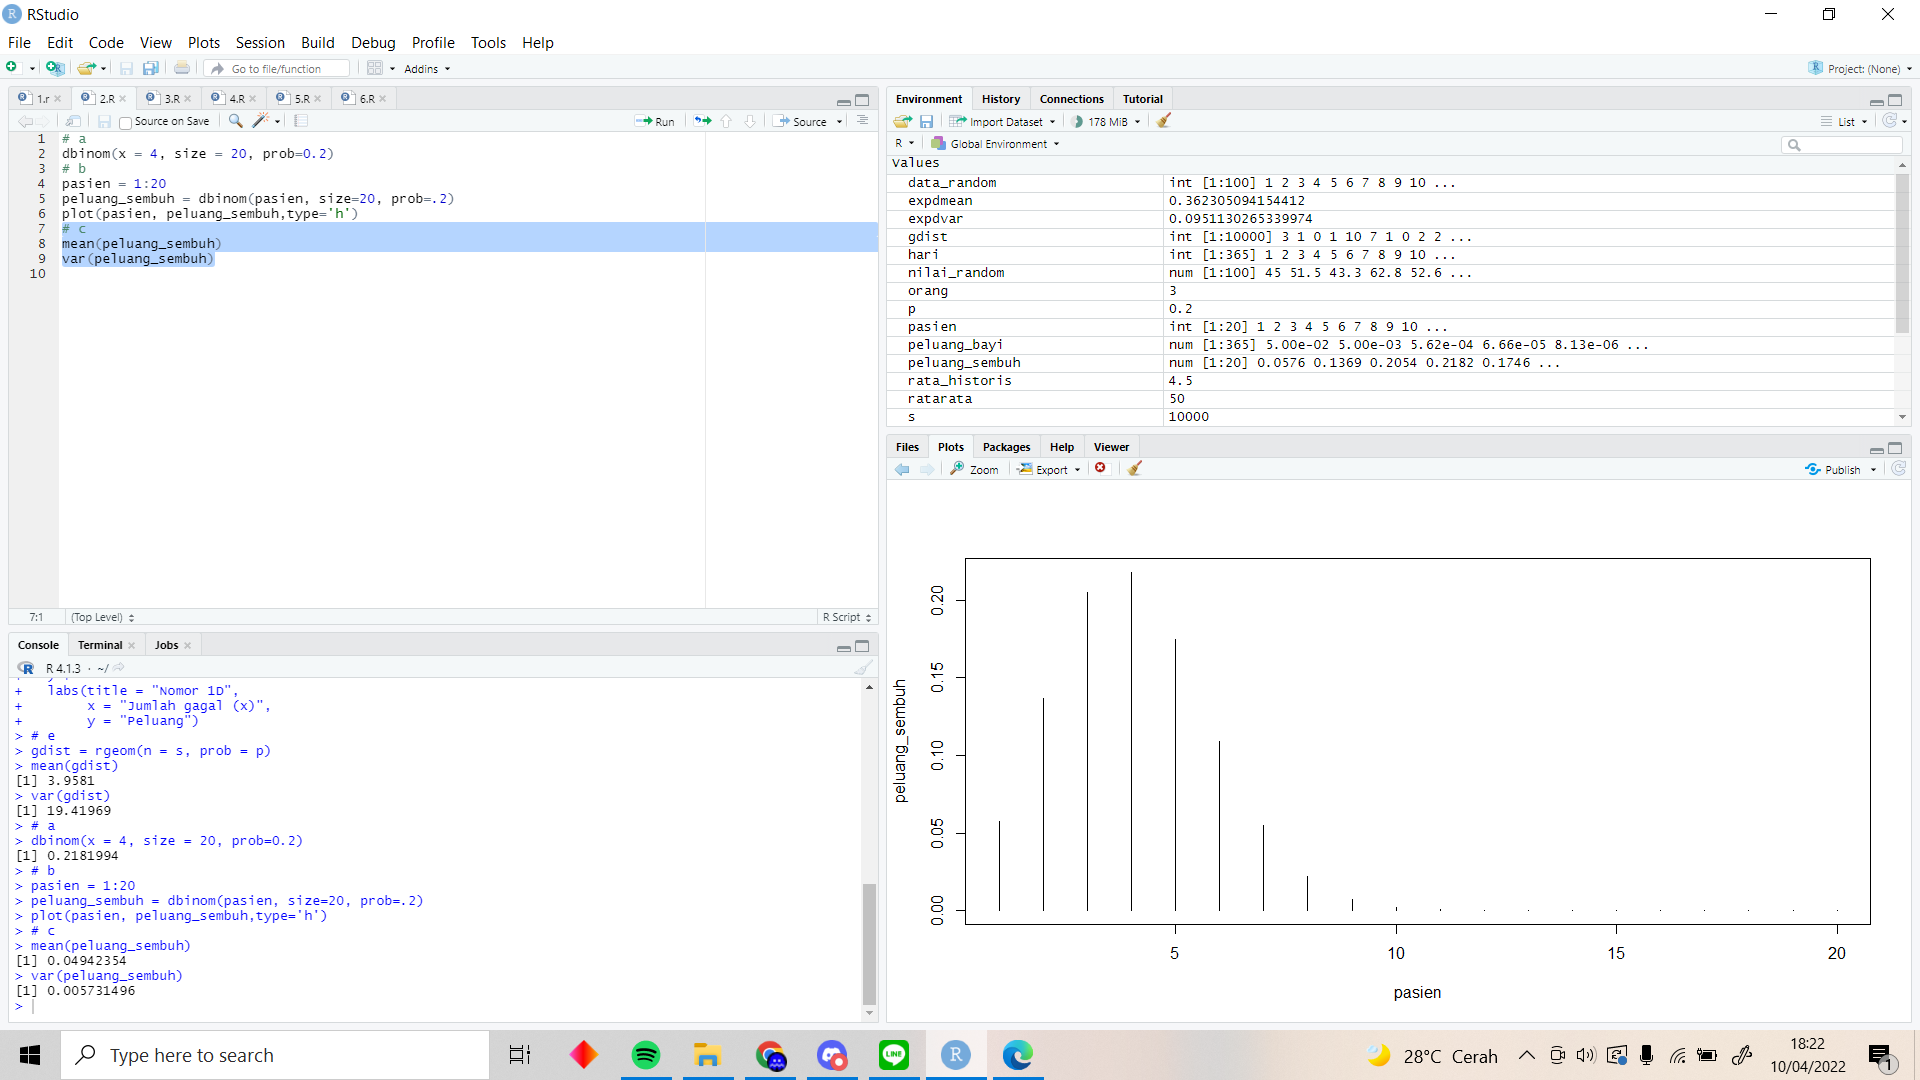 RStudio
File Edit Code View Plots Session Build Debug Profile Tools Help
Go to file/function Addins Project: (None)
1.r 2.R 3.R 4.R 5.R 6.R
Source on Save Run Source
1 # a
2 dbinom(x = 4, size = 20, prob=0.2)
3 # b
4 pasien = 1:20
5 peluang_sembuh = dbinom(pasien, size=20, prob=.2)
6 plot(pasien, peluang_sembuh,type='h')
7 # c
8 mean(peluang_sembuh)
9 var(peluang_sembuh)
10
7:1 (Top Level) R Script
Console Terminal Jobs
R 4.1.3 · ~/
+ labs(title = "Nomor 1D",
+ x = "Jumlah gagal (x)",
+ y = "Peluang")
> # e
> gdist = rgeom(n = s, prob = p)
> mean(gdist)
[1] 3.9581
> var(gdist)
[1] 19.41969
> # a
> dbinom(x = 4, size = 20, prob=0.2)
[1] 0.2181994
> # b
> pasien = 1:20
> peluang_sembuh = dbinom(pasien, size=20, prob=.2)
> plot(pasien, peluang_sembuh,type='h')
> # c
> mean(peluang_sembuh)
[1] 0.04942354
> var(peluang_sembuh)
[1] 0.005731496
>
Environment History Connections Tutorial
Import Dataset 178 MiB List
R Global Environment
Values
data_random int [1:100] 1 2 3 4 5 6 7 8 9 10 ...
expdmean 0.362305094154412
expdvar 0.0951130265339974
gdist int [1:10000] 3 1 0 1 10 7 1 0 2 2 ...
hari int [1:365] 1 2 3 4 5 6 7 8 9 10 ...
nilai_random num [1:100] 45 51.5 43.3 62.8 52.6 ...
orang 3
p 0.2
pasien int [1:20] 1 2 3 4 5 6 7 8 9 10 ...
peluang_bayi num [1:365] 5.00e-02 5.00e-03 5.62e-04 6.66e-05 8.13e-06 ...
peluang_sembuh num [1:20] 0.0576 0.1369 0.2054 0.2182 0.1746 ...
rata_historis 4.5
ratarata 50
s 10000
Files Plots Packages Help Viewer
Zoom Export Publish
peluang_sembuh
0.20
0.15
0.10
0.05
0.00
5 10 15 20
pasien
Type here to search
LINE
28°C Cerah
18:22
10/04/2022
1